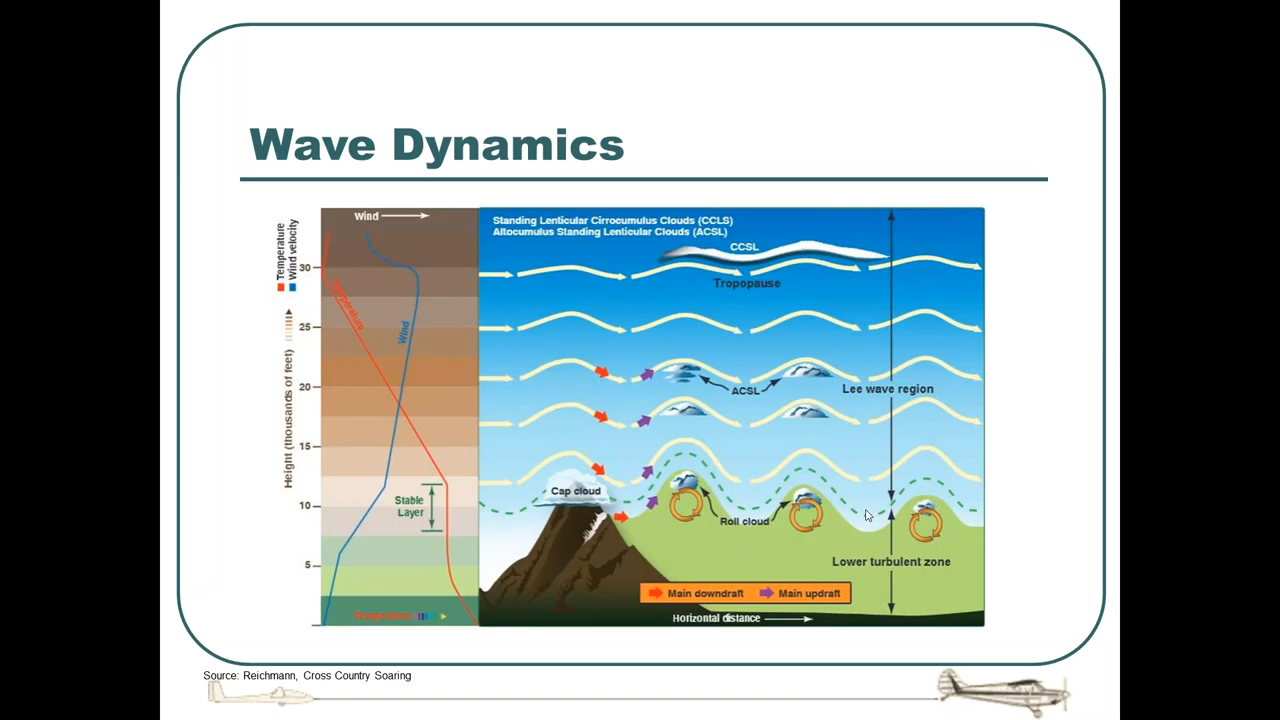 Wave Dynamics
Temperature
Wind velocity
Wind
Standing Lenticular Cirrocumulus Clouds (CCLS)
Altocumulus Standing Lenticular Clouds (ACSL)
CCSL
Tropopause
30
25
20
15
10
5
Height (thousands of feet)
Temperature
Wind
ACSL
Lee wave region
Stable
Layer
Cap cloud
Roll cloud
Lower turbulent zone
Main downdraft
Main updraft
Temperature
Horizontal distance
Source: Reichmann, Cross Country Soaring